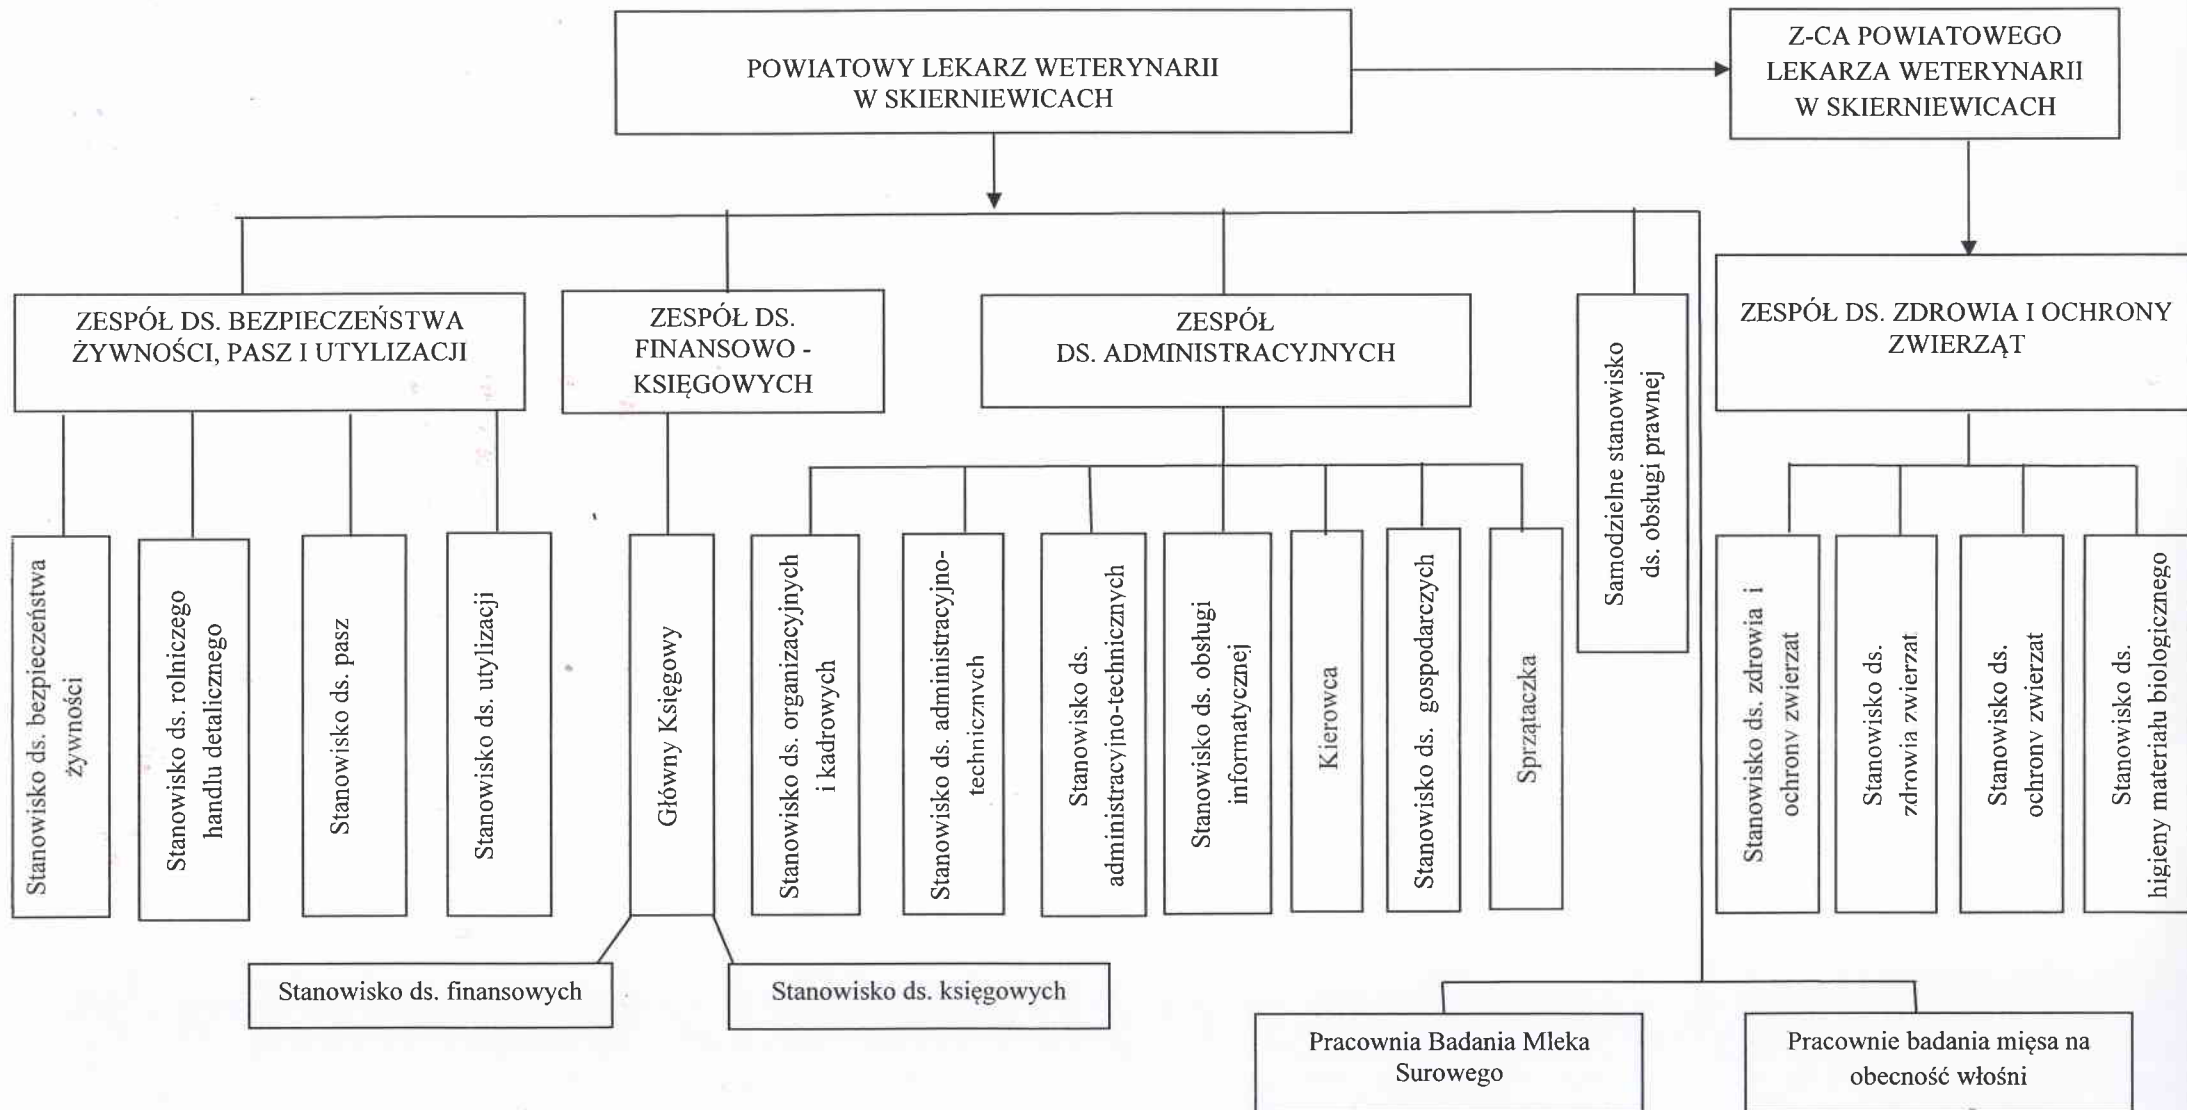 POWIATOWY LEKARZ WETERYNARII
W SKIERNIEWICACH
Z-CA POWIATOWEGO
LEKARZA WETERYNARII
W SKIERNIEWICACH
ZESPÓŁ DS. BEZPIECZEŃSTWA
ŻYWNOŚCI, PASZ I UTYLIZACJI
ZESPÓŁ DS.
FINANSOWO -
KSIĘGOWYCH
ZESPÓŁ
DS. ADMINISTRACYJNYCH
Samodzielne stanowisko
ds. obsługi prawnej
ZESPÓŁ DS. ZDROWIA I OCHRONY
ZWIERZĄT
Stanowisko ds. bezpieczeństwa
żywności
Stanowisko ds. rolniczego
handlu detalicznego
Stanowisko ds. pasz
Stanowisko ds. utylizacji
Główny Księgowy
Stanowisko ds. organizacyjnych
i kadrowych
Stanowisko ds. administracyjno-
technicznych
Stanowisko ds.
administracyjno-technicznych
Stanowisko ds. obsługi
informatycznej
Kierowca
Stanowisko ds. gospodarczych
Sprzątaczka
Stanowisko ds. zdrowia i
ochrony zwierzat
Stanowisko ds.
zdrowia zwierzat
Stanowisko ds.
ochrony zwierzat
Stanowisko ds.
higieny materiału biologicznego
Stanowisko ds. finansowych
Stanowisko ds. księgowych
Pracownia Badania Mleka
Surowego
Pracownie badania mięsa na
obecność włośni